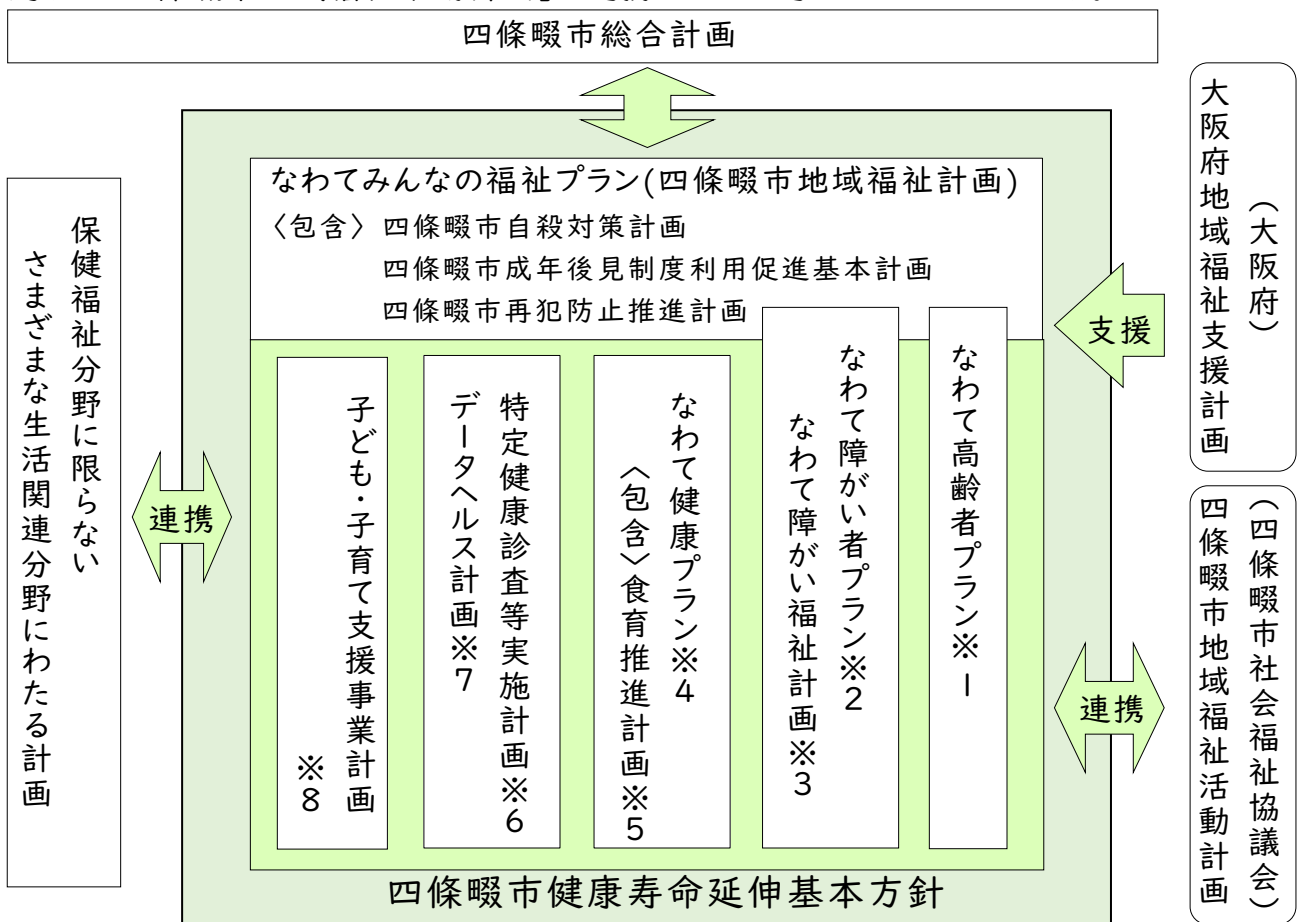 四條畷市総合計画
なわてみんなの福祉プラン(四條畷市地域福祉計画)
〈包含〉四條畷市自殺対策計画
四條畷市成年後見制度利用促進基本計画
四條畷市再犯防止推進計画
なわて高齢者プラン※1
なわて障がい者プラン※2
なわて障がい福祉計画※3
なわて健康プラン※4
〈包含〉食育推進計画※5
特定健康診査等実施計画※6
データヘルス計画※7
子ども・子育て支援事業計画
※8
四條畷市健康寿命延伸基本方針
保健福祉分野に限らない
さまざまな生活関連分野にわたる計画
連携
支援
連携
(大阪府)
大阪府地域福祉支援計画
(四條畷市社会福祉協議会)
四條畷市地域福祉活動計画